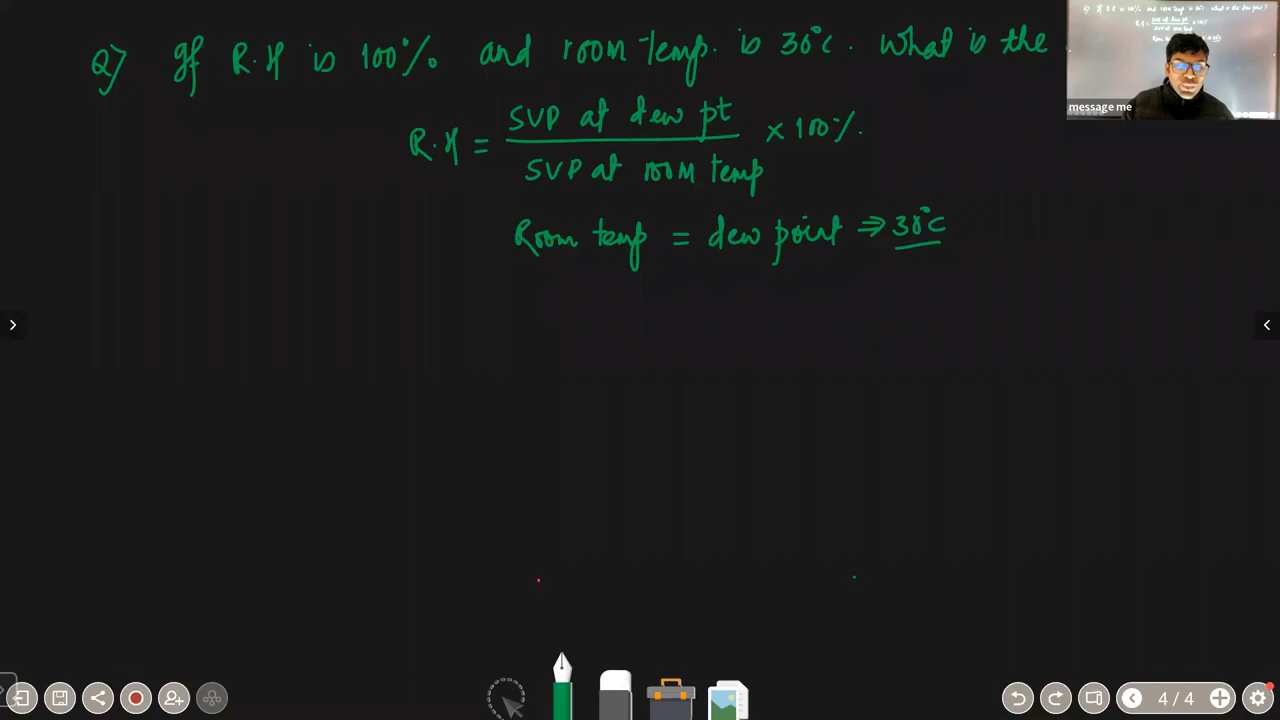 Q) If R.H is 100% and room temp. is 30°C. What is the
R.H = SVP at dew pt / SVP at room temp × 100%
Room temp = dew point ⇒ 30°C
message me
4/4